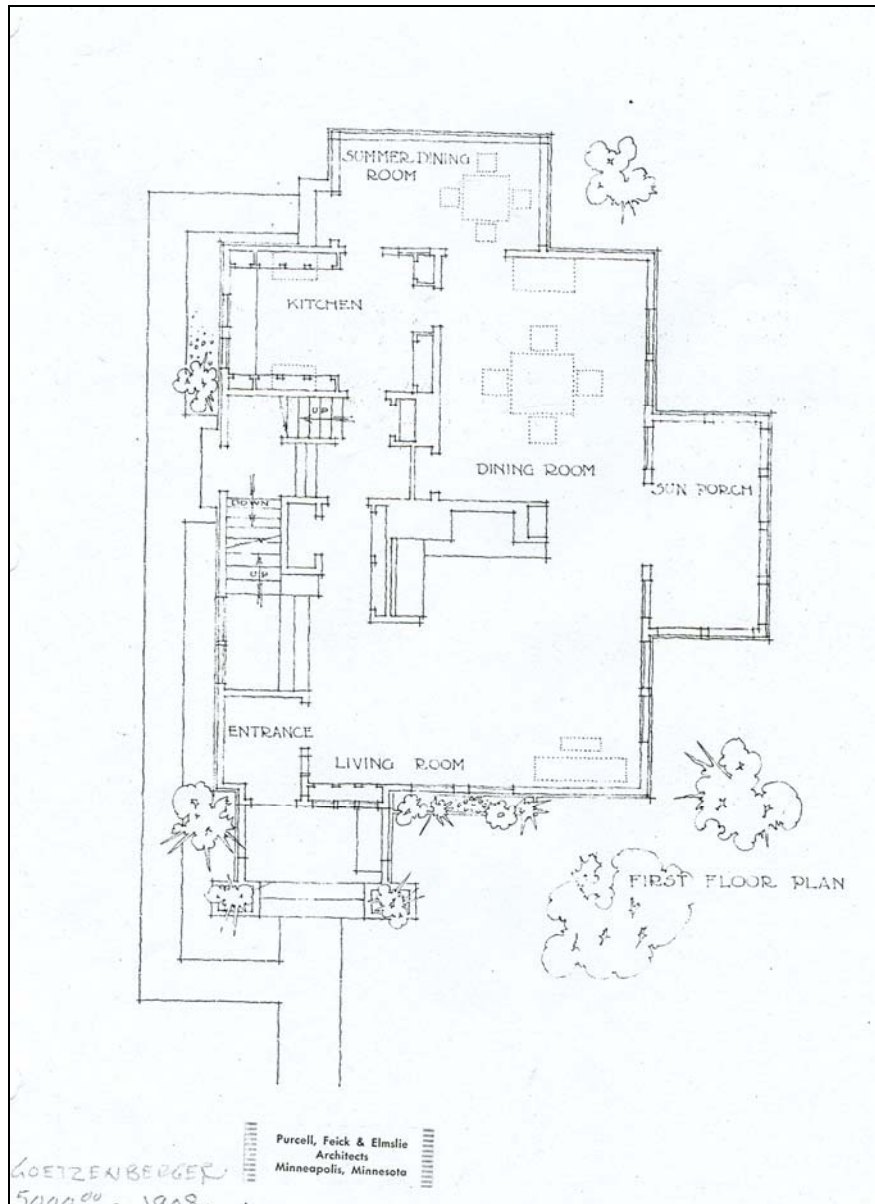 SUMMER DINING
ROOM
KITCHEN
UP
DINING ROOM
SUN PORCH
DOWN
UP
ENTRANCE
LIVING ROOM
FIRST FLOOR PLAN
Purcell, Feick & Elmslie
Architects
Minneapolis, Minnesota
GOETZENBERGER